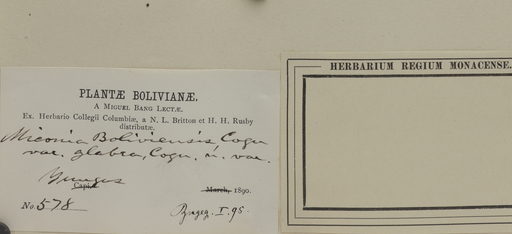 PLANTÆ BOLIVIANÆ.
A MIGUEL BANG LECTÆ.
Ex. Herbario Collegii Columbiæ, a N. L. Britton et H. H. Rusby
distributæ.
Miconia Boliviensis, Cogn
var. glabra, Cogn. n. var.
Yungas
Capi, March, 1890.
No. 578 I. 95.
HERBARIUM REGIUM MONACENSE.